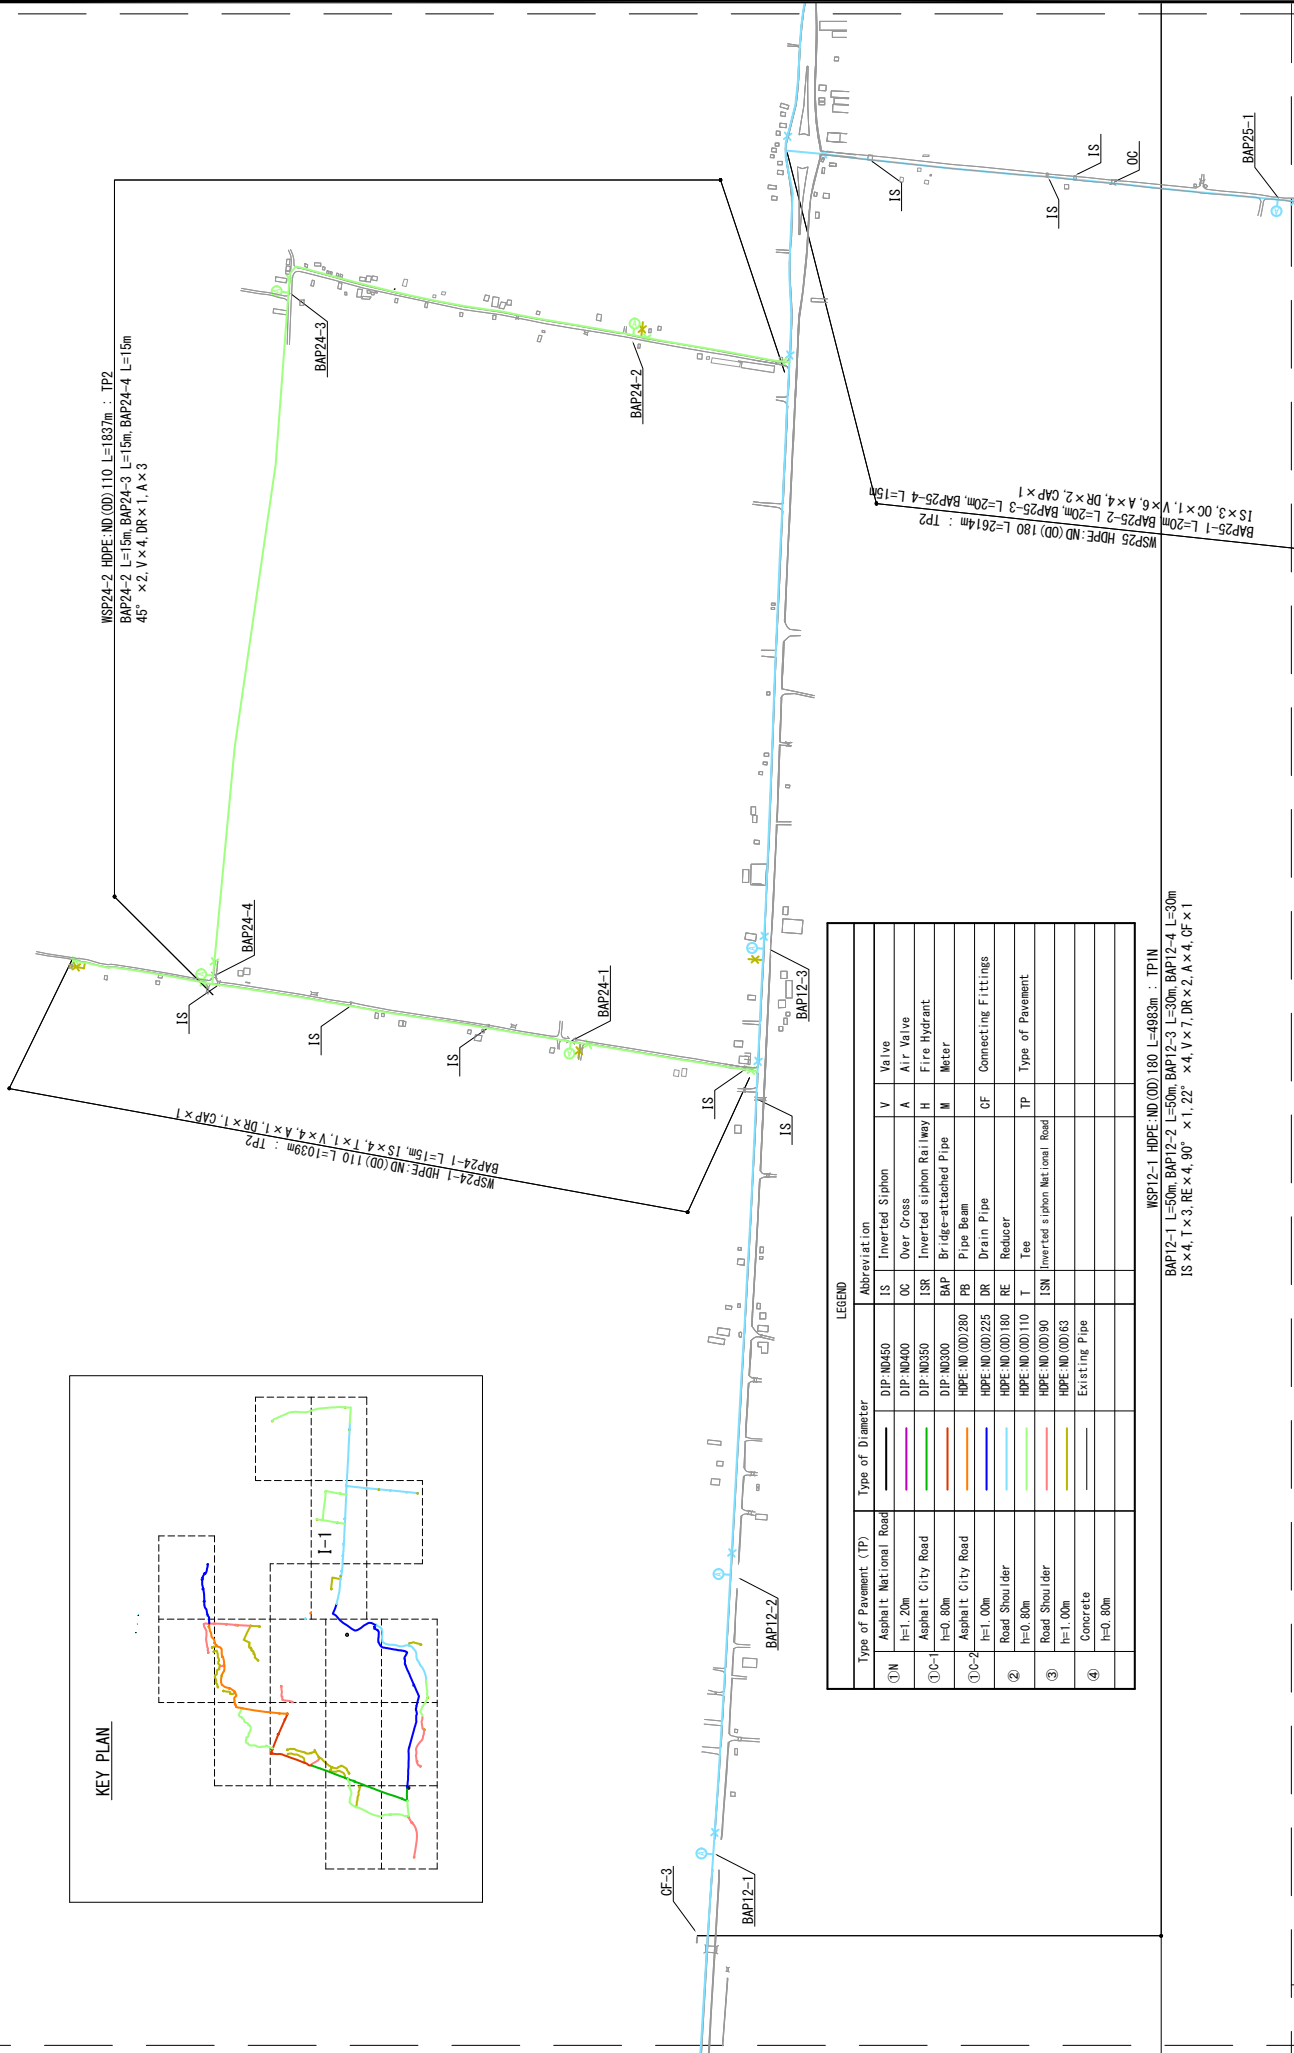 WSP24-2 HDPE:ND(OD)110 L=1837m : TP2
BAP24-2 L=15m, BAP24-3 L=15m, BAP24-4 L=15m
45° ×2, V×4, DR×1, A×3
BAP24-3
BAP24-2
BAP24-4
BAP24-1
IS
IS
IS
IS
IS
WSP24-1 HDPE:ND(OD)110 L=1039m : TP2
BAP24-1 L=15m, IS×4, T×1, V×4, A×1, DR×1, CAP×1
IS
IS
IS
OC
BAP25-1
WSP25 HDPE:ND(OD)180 L=2614m : TP2
BAP25-1 L=20m, BAP25-2 L=20m, BAP25-3 L=20m, BAP25-4 L=15m
IS×3, OC×1, V×6, A×4, DR×2, CAP×1
BAP12-3
BAP12-2
BAP12-1
CF-3
WSP12-1 HDPE:ND(OD)180 L=4983m : TP1N
BAP12-1 L=50m, BAP12-2 L=50m, BAP12-3 L=30m, BAP12-4 L=30m
IS×4, T×3, RE×4, 90° ×1, 22° ×4, V×7, DR×2, A×4, CF×1
KEY PLAN
I-1
LEGEND
Type of Pavement (TP) Type of Diameter Abbreviation
①N Asphalt National Road DIP:ND450 IS Inverted Siphon V Valve
h=1.20m DIP:ND400 OC Over Cross A Air Valve
①C-1 Asphalt City Road DIP:ND350 ISR Inverted siphon Railway H Fire Hydrant
h=0.80m DIP:ND300 BAP Bridge-attached Pipe M Meter
①C-2 Asphalt City Road HDPE:ND(OD)280 PB Pipe Beam
h=1.00m HDPE:ND(OD)225 DR Drain Pipe CF Connecting Fittings
② Road Shoulder HDPE:ND(OD)180 RE Reducer
h=0.80m HDPE:ND(OD)110 T Tee TP Type of Pavement
③ Road Shoulder HDPE:ND(OD)90 ISN Inverted siphon National Road
h=1.00m HDPE:ND(OD)63
④ Concrete Existing Pipe
h=0.80m